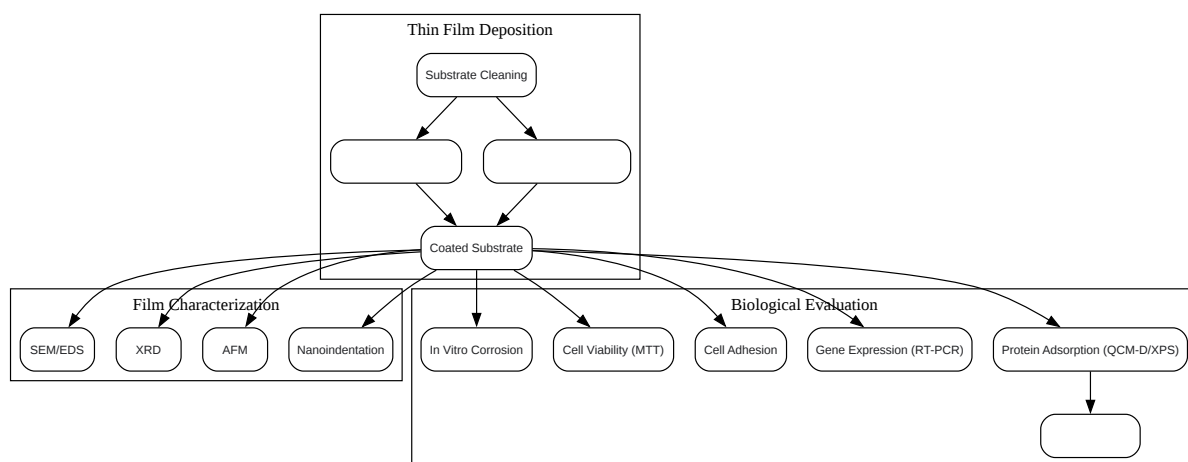 Thin Film Deposition
Substrate Cleaning
Coated Substrate
Film Characterization
Biological Evaluation
SEM/EDS
XRD
AFM
Nanoindentation
In Vitro Corrosion
Cell Viability (MTT)
Cell Adhesion
Gene Expression (RT-PCR)
Protein Adsorption (QCM-D/XPS)